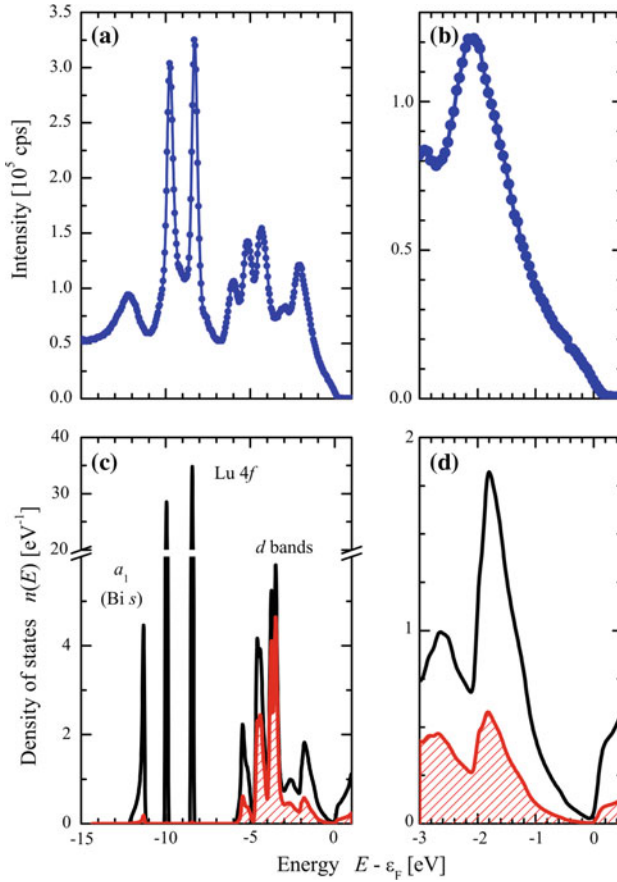 (a)
(b)
3.5
3.0
2.5
2.0
1.5
1.0
0.5
0.0
Intensity [10⁵ cps]
1.0
0.5
0.0
(c)
(d)
40
35
30
25
20
4
2
0
Density of states n(E) [eV⁻¹]
Lu 4f
a₁
(Bi s)
d bands
2
1
0
-15 -10 -5 0
-3 -2 -1 0
Energy E - ε_F [eV]